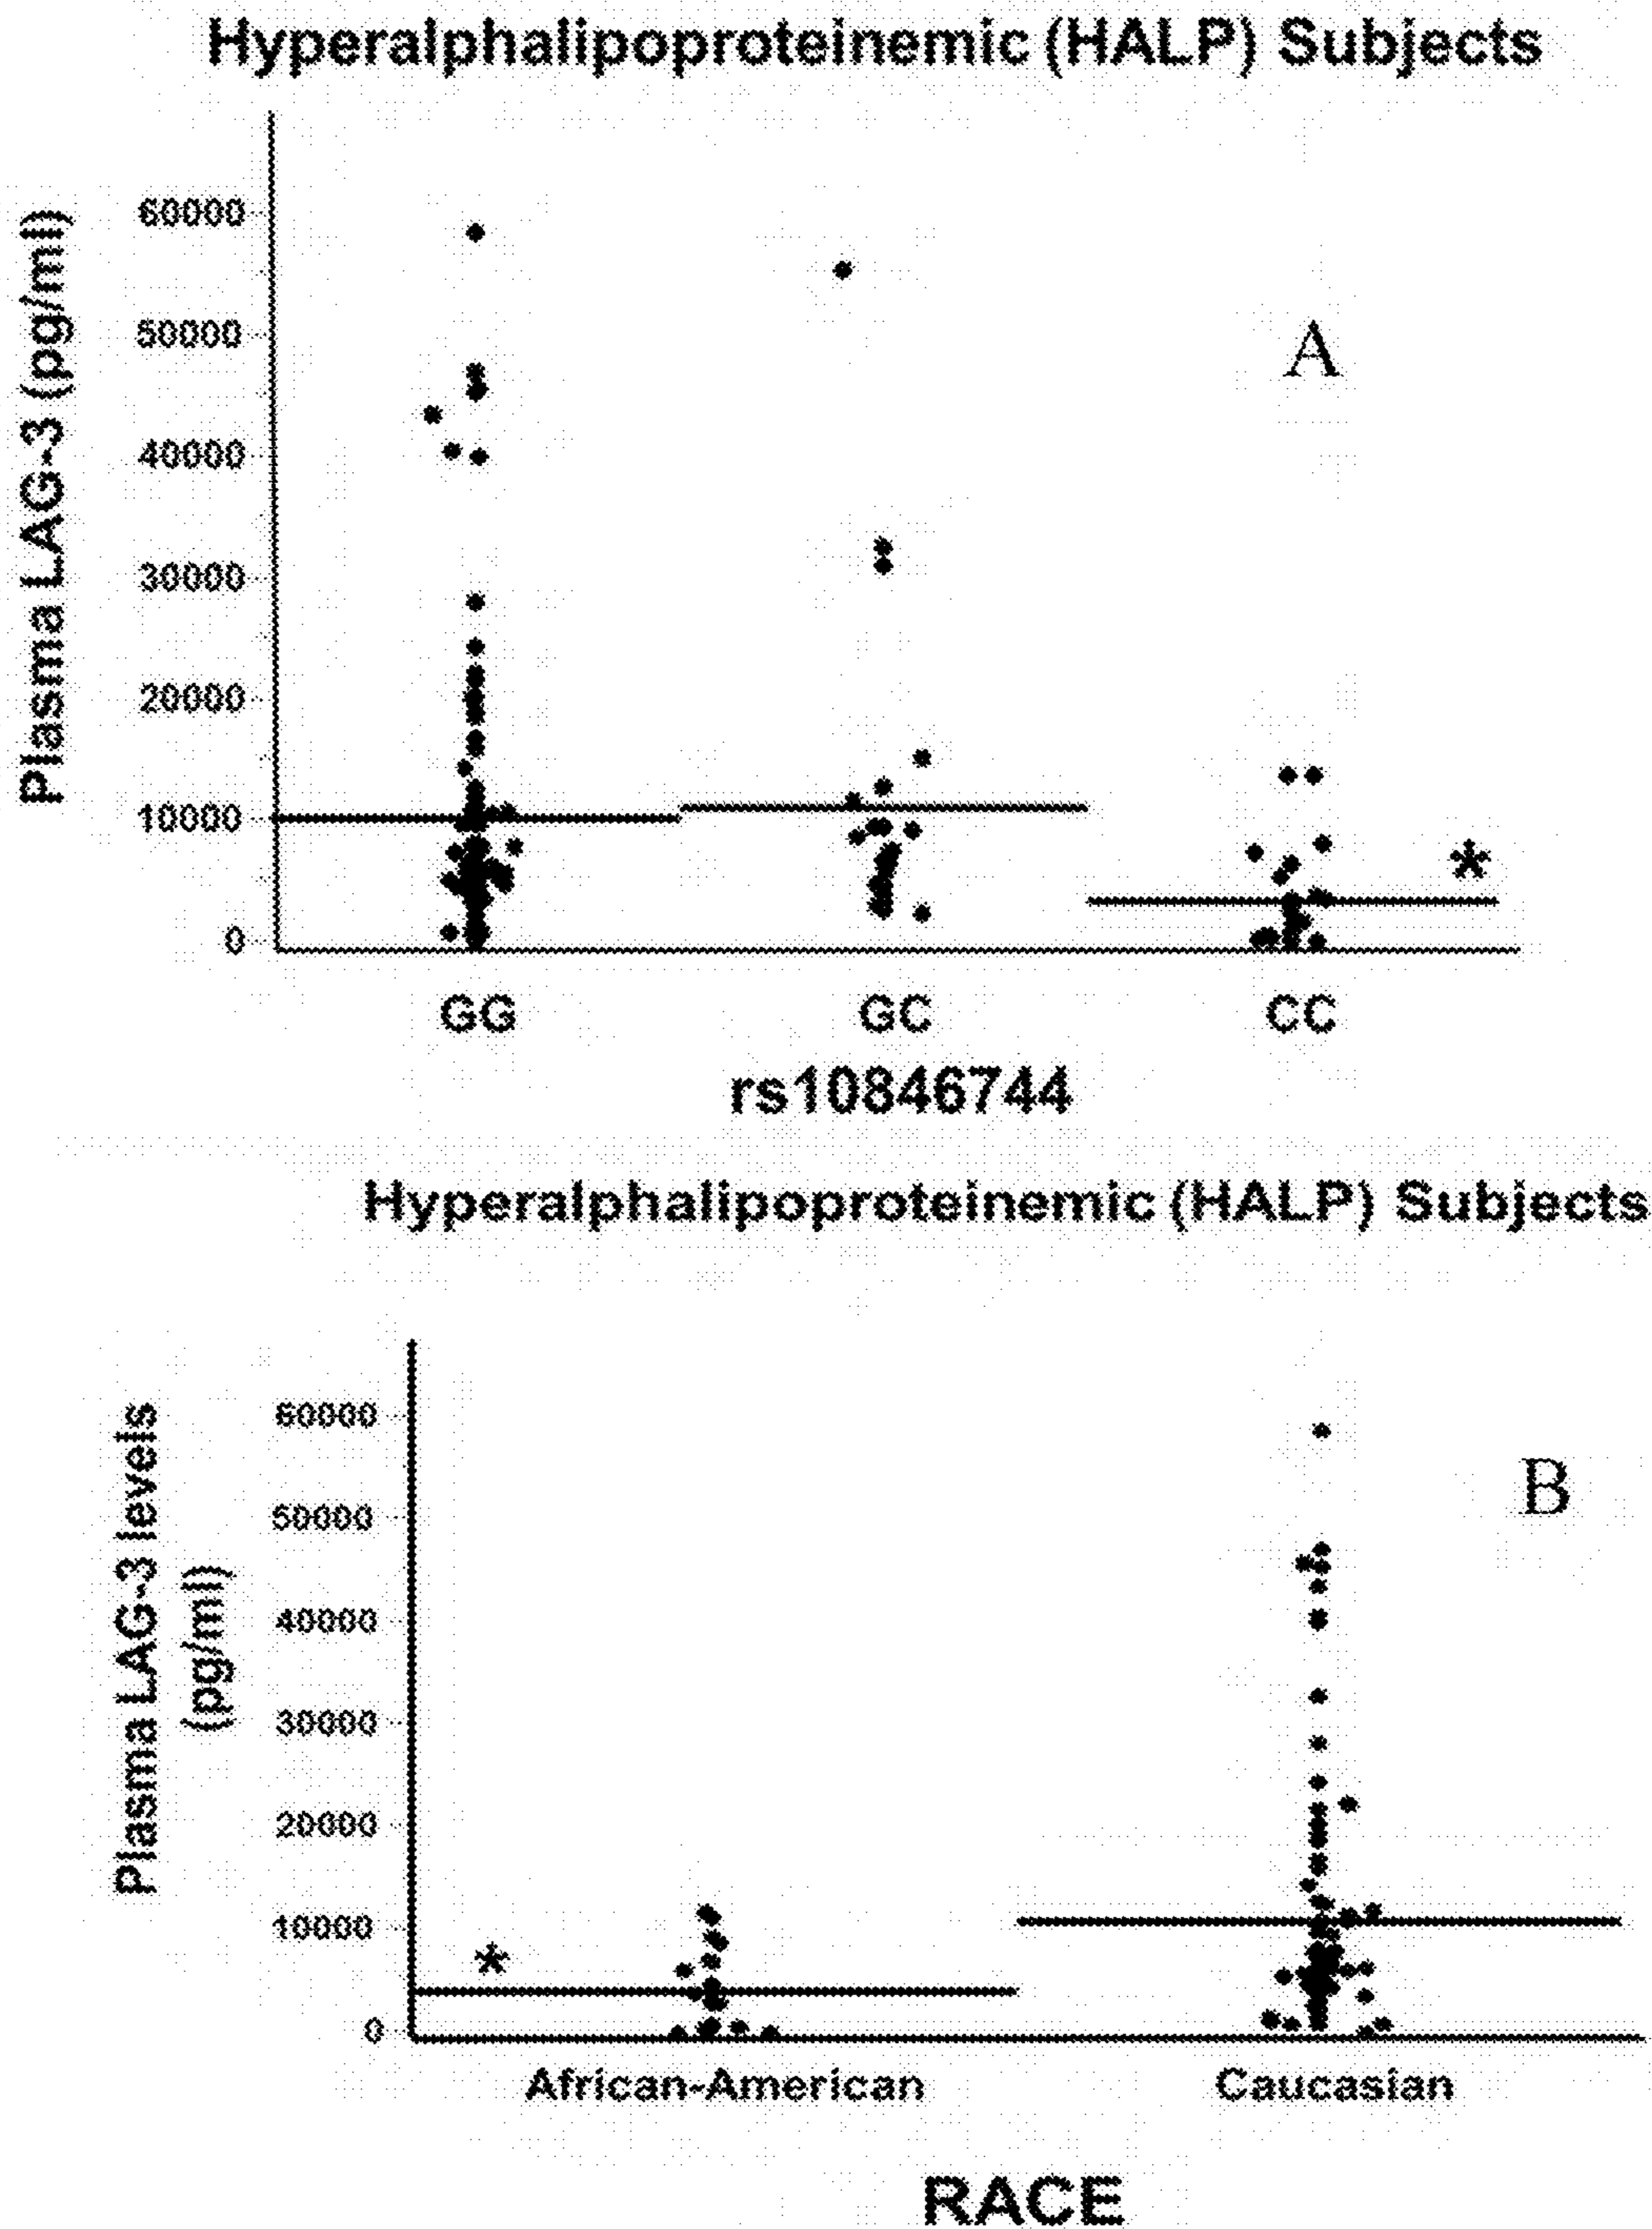 Hyperalphalipoproteinemic (HALP) Subjects
Plasma LAG-3 (pg/ml)
60000
50000
40000
30000
20000
10000
0
A
*
GG GC CC
rs10846744
Hyperalphalipoproteinemic (HALP) Subjects
Plasma LAG-3 levels
(pg/ml)
60000
50000
40000
30000
20000
10000
0
B
*
African-American Caucasian
RACE